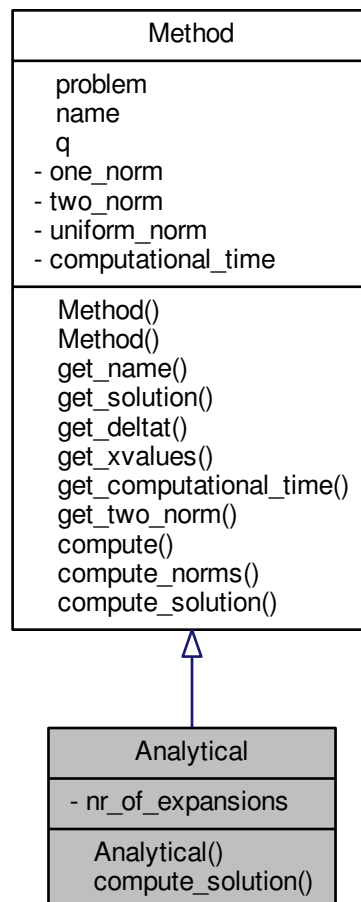 Method
problem
name
q
- one_norm
- two_norm
- uniform_norm
- computational_time
Method()
Method()
get_name()
get_solution()
get_deltat()
get_xvalues()
get_computational_time()
get_two_norm()
compute()
compute_norms()
compute_solution()
Analytical
- nr_of_expansions
Analytical()
compute_solution()